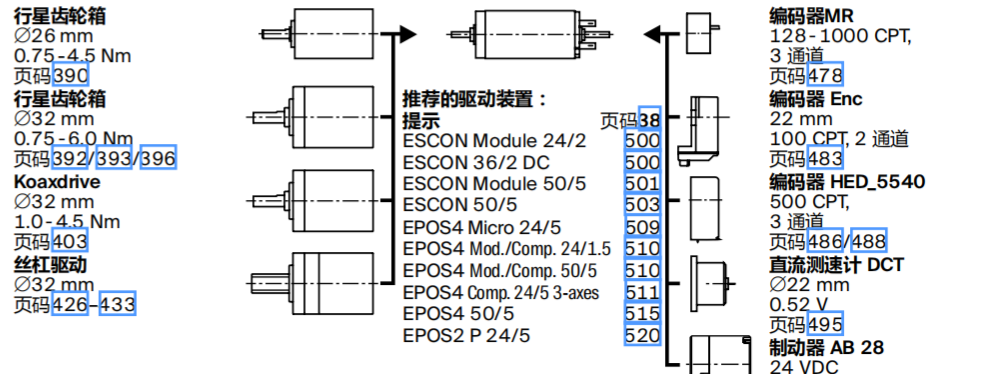 行星齿轮箱
∅26 mm
0.75 - 4.5 Nm
页码390
行星齿轮箱
∅32 mm
0.75 - 6.0 Nm
页码392/393/396
Koaxdrive
∅32 mm
1.0 - 4.5 Nm
页码403
丝杠驱动
∅32 mm
页码426–433
推荐的驱动装置：
提示 页码38
ESCON Module 24/2 500
ESCON 36/2 DC 500
ESCON Module 50/5 501
ESCON 50/5 503
EPOS4 Micro 24/5 509
EPOS4 Mod./Comp. 24/1.5 510
EPOS4 Mod./Comp. 50/5 510
EPOS4 Comp. 24/5 3-axes 511
EPOS4 50/5 515
EPOS2 P 24/5 520
编码器MR
128 - 1000 CPT,
3 通道
页码478
编码器 Enc
22 mm
100 CPT, 2 通道
页码483
编码器 HED_5540
500 CPT,
3 通道
页码486/488
直流测速计 DCT
∅22 mm
0.52 V
页码495
制动器 AB 28
24 VDC